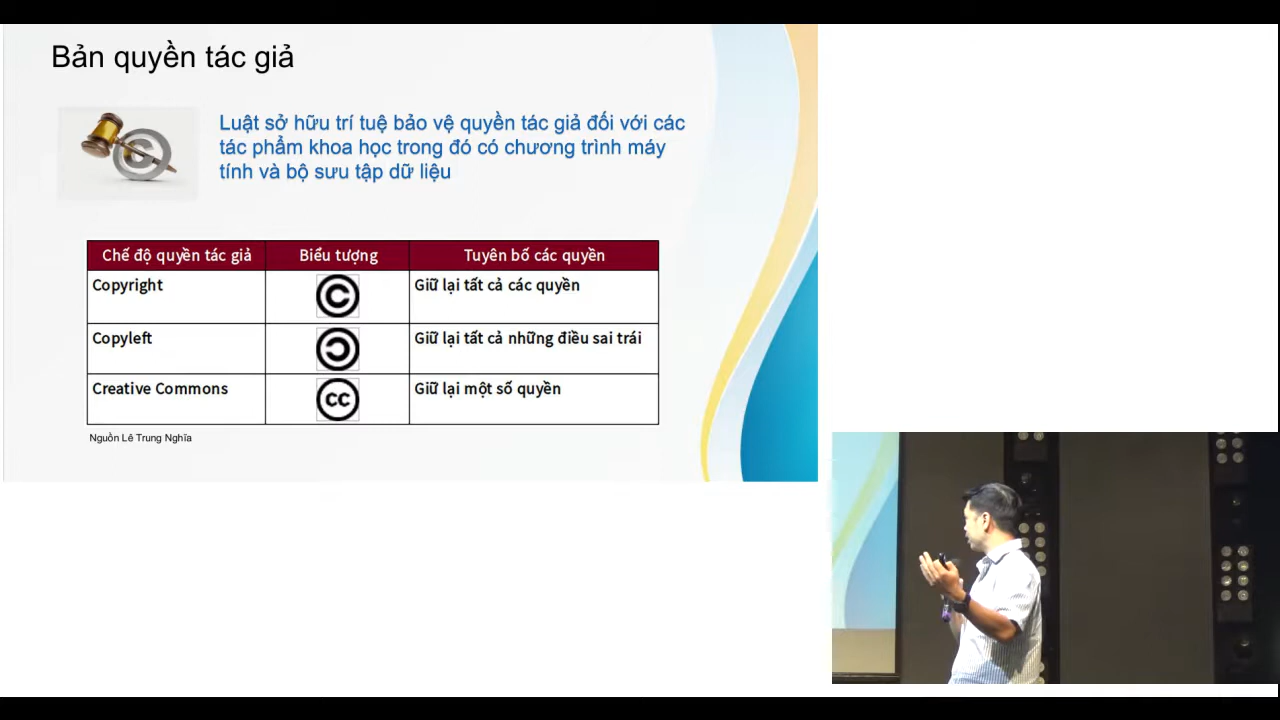 Bản quyền tác giả
Luật sở hữu trí tuệ bảo vệ quyền tác giả đối với các
tác phẩm khoa học trong đó có chương trình máy
tính và bộ sưu tập dữ liệu
Chế độ quyền tác giả Biểu tượng Tuyên bố các quyền
Copyright Giữ lại tất cả các quyền
Copyleft Giữ lại tất cả những điều sai trái
Creative Commons cc Giữ lại một số quyền
Nguồn Lê Trung Nghĩa